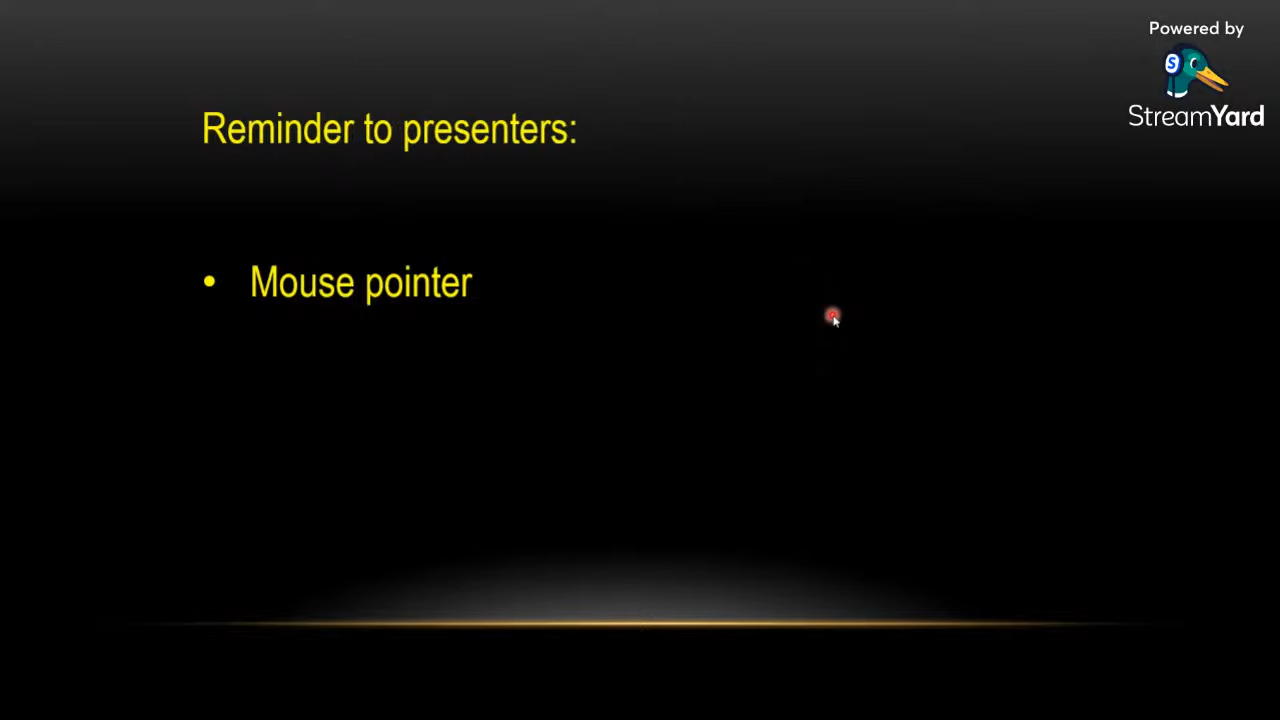 Powered by
S
StreamYard
Reminder to presenters:
• Mouse pointer